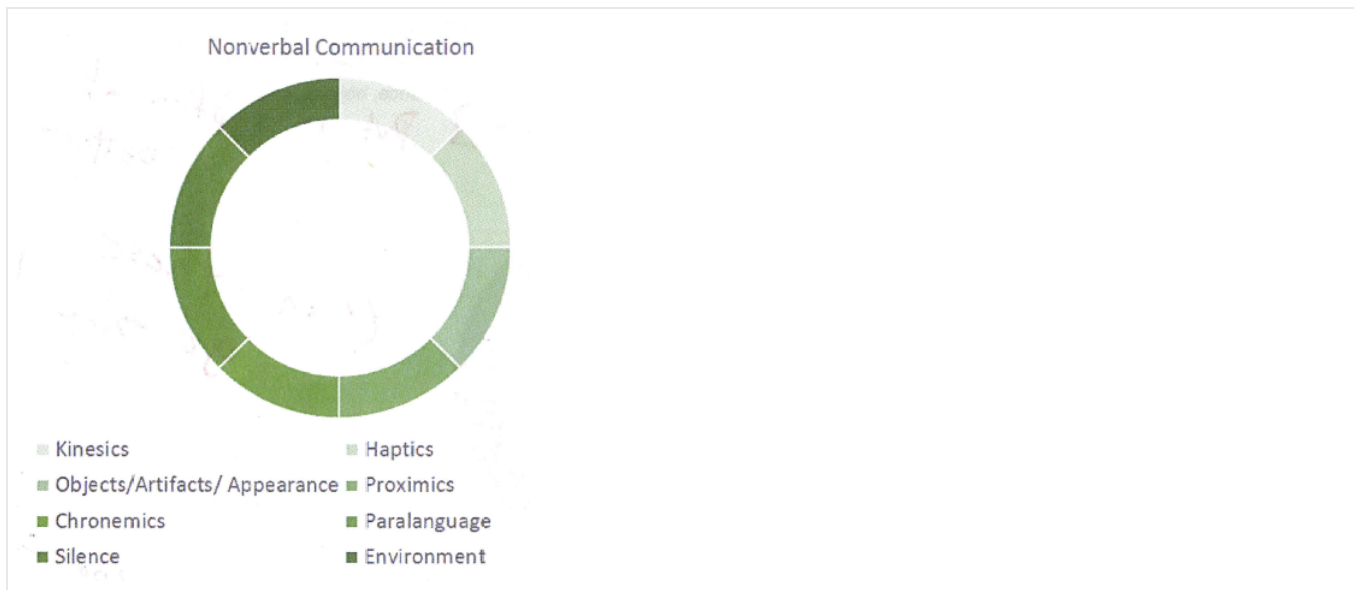 Nonverbal Communication
Kinesics
Haptics
Objects/Artifacts/ Appearance
Proximics
Chronemics
Paralanguage
Silence
Environment